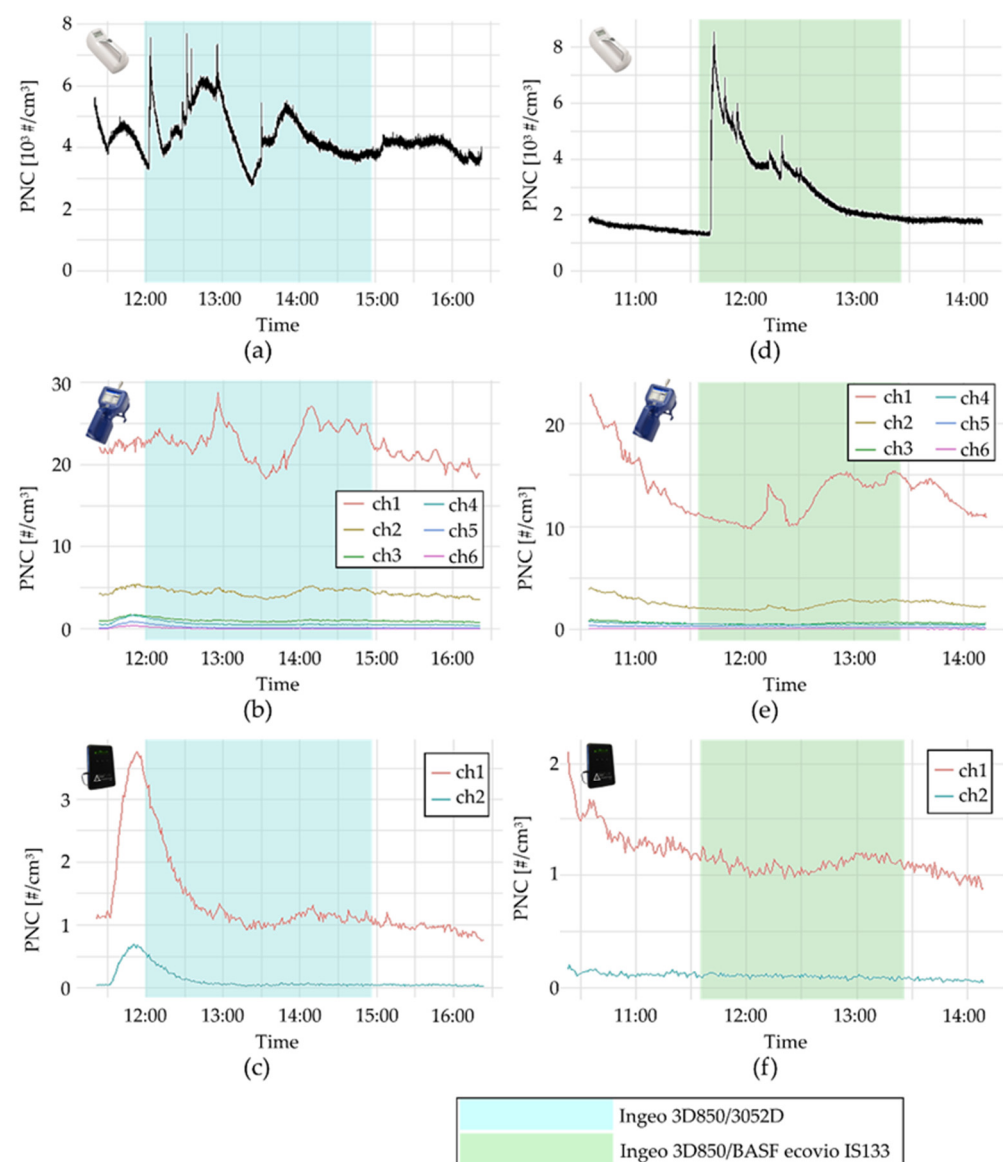 8
6
4
2
0
PNC [10³ #/cm³]
12:00 13:00 14:00 15:00 16:00
Time
(a)
8
6
4
2
0
PNC [10³ #/cm³]
11:00 12:00 13:00 14:00
Time
(d)
30
20
10
0
PNC [#/cm³]
ch1 ch4
ch2 ch5
ch3 ch6
12:00 13:00 14:00 15:00 16:00
Time
(b)
20
10
0
PNC [#/cm³]
ch1 ch4
ch2 ch5
ch3 ch6
11:00 12:00 13:00 14:00
Time
(e)
3
2
1
0
PNC [#/cm³]
ch1
ch2
12:00 13:00 14:00 15:00 16:00
Time
(c)
2
1
0
PNC [#/cm³]
ch1
ch2
11:00 12:00 13:00 14:00
Time
(f)
Ingeo 3D850/3052D
Ingeo 3D850/BASF ecovio IS133